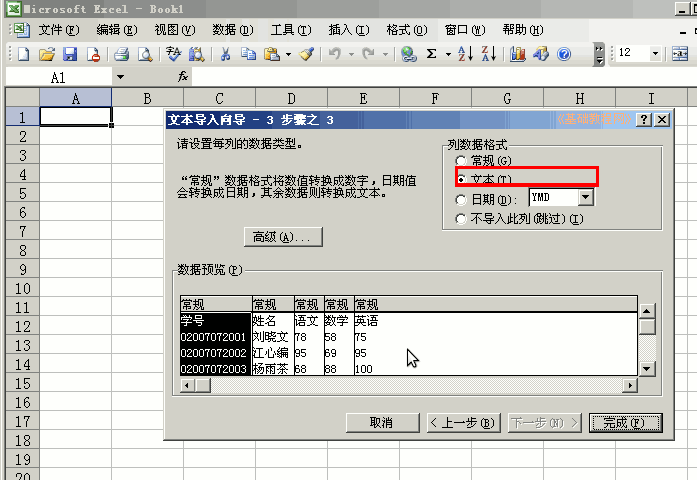 Microsoft Excel - Book1
文件(F) 编辑(E) 视图(V) 数据(D) 工具(T) 插入(I) 格式(O) 窗口(W) 帮助(H)
12
A1 fx
A B C D E F G H I
1
2
3
4
5
6
7
8
9
10
11
12
13
14
15
16
17
18
19
20
文本导入向导 - 3 步骤之 3
请设置每列的数据类型。
“常规”数据格式将数值转换成数字，日期值
会转换成日期，其余数据则转换成文本。
高级(A)...
列数据格式
常规(G)
文本(T)
日期(D): YMD
不导入此列(跳过)(I)
数据预览(P)
常规 常规 常规 常规 常规
学号 姓名 语文 数学 英语
02007072001 刘晓文 78 58 75
02007072002 江心编 95 69 95
02007072003 杨雨茶 68 88 100
取消 < 上一步(B) 下一步(N) > 完成(F)